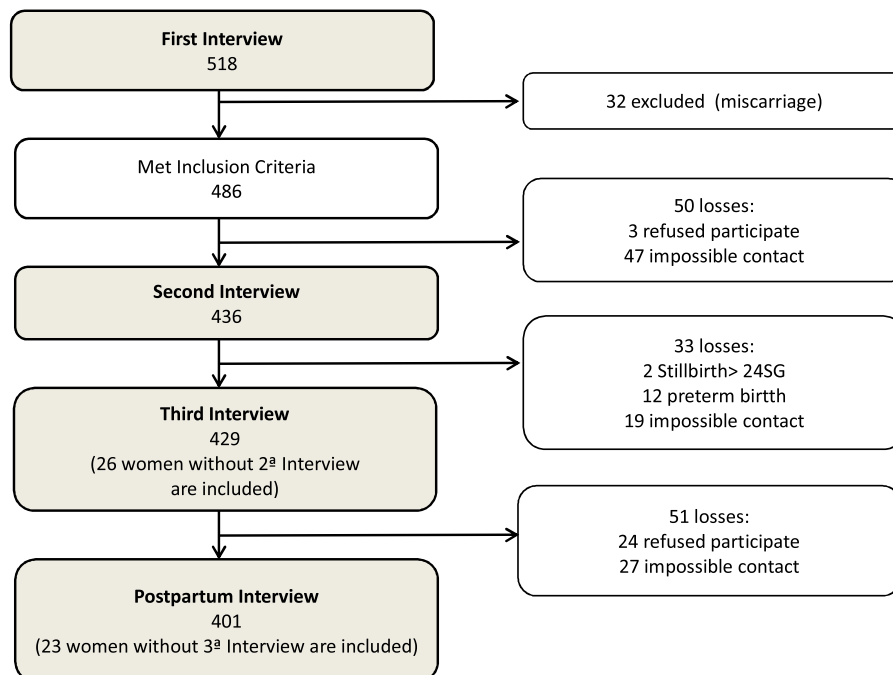 First Interview
518
32 excluded (miscarriage)
Met Inclusion Criteria
486
50 losses:
3 refused participate
47 impossible contact
Second Interview
436
33 losses:
2 Stillbirth> 24SG
12 preterm birtth
19 impossible contact
Third Interview
429
(26 women without 2ª Interview
are included)
51 losses:
24 refused participate
27 impossible contact
Postpartum Interview
401
(23 women without 3ª Interview are included)